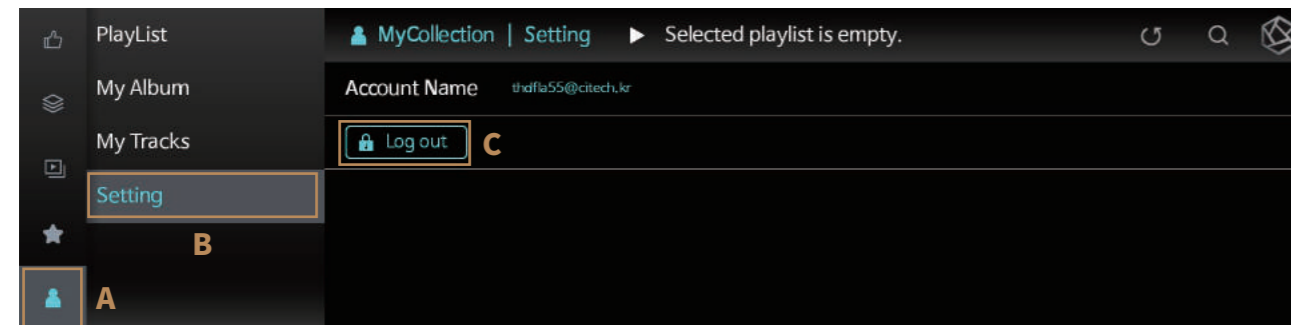 PlayList
My Album
My Tracks
Setting
B
A
MyCollection | Setting ▶ Selected playlist is empty.
Account Name thdfla55@citech.kr
Log out C